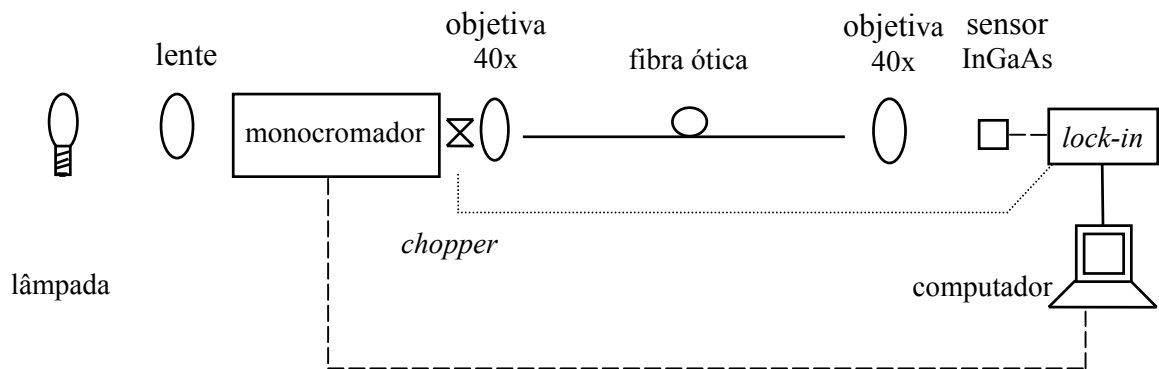 lente
objetiva
40x
fibra ótica
objetiva
40x
sensor
InGaAs
monocromador
lock-in
chopper
lâmpada
computador